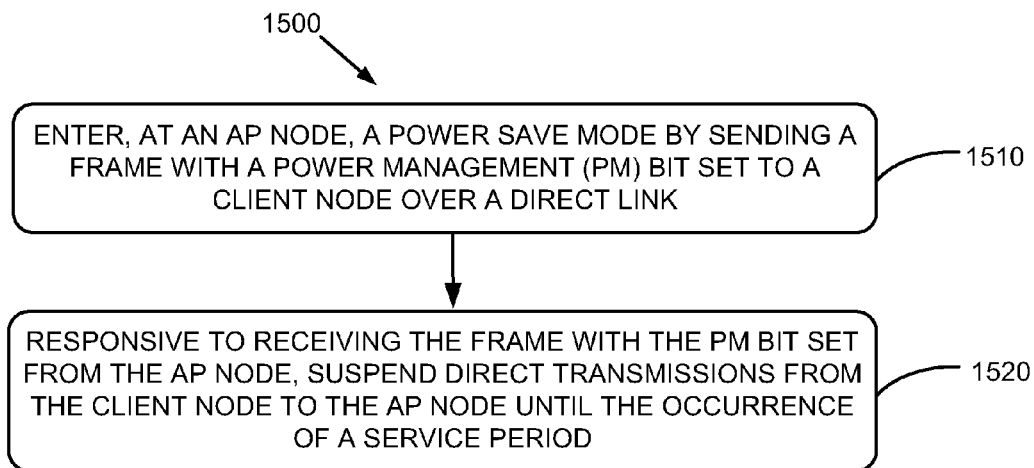 1500
ENTER, AT AN AP NODE, A POWER SAVE MODE BY SENDING A
FRAME WITH A POWER MANAGEMENT (PM) BIT SET TO A
CLIENT NODE OVER A DIRECT LINK
1510
RESPONSIVE TO RECEIVING THE FRAME WITH THE PM BIT SET
FROM THE AP NODE, SUSPEND DIRECT TRANSMISSIONS FROM
THE CLIENT NODE TO THE AP NODE UNTIL THE OCCURRENCE
OF A SERVICE PERIOD
1520